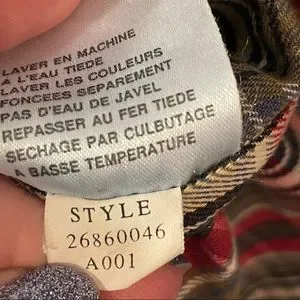 LAVER EN MACHINE
A L'EAU TIEDE
LAVER LES COULEURS
FONCEES SEPAREMENT
PAS D'EAU DE JAVEL
REPASSER AU FER TIEDE
SECHAGE PAR CULBUTAGE
A BASSE TEMPERATURE
STYLE
26860046
A001